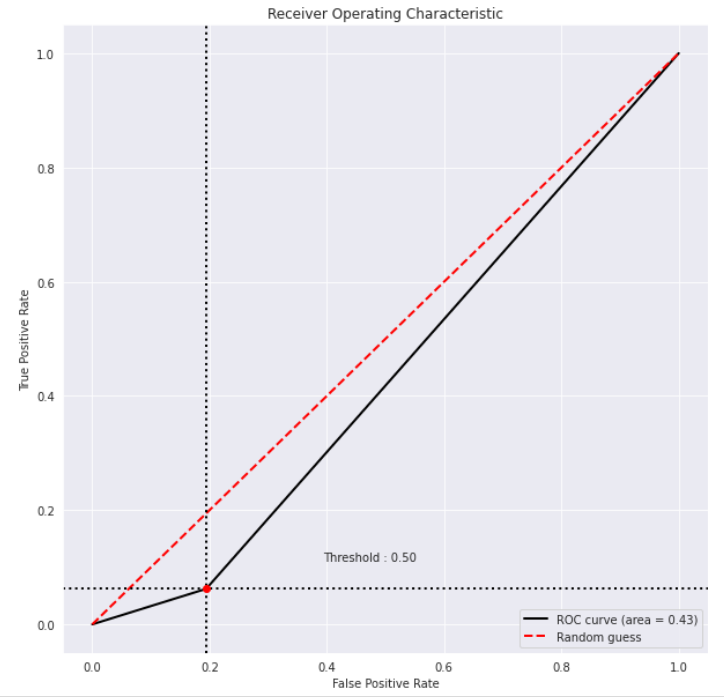 Receiver Operating Characteristic
1.0
0.8
0.6
0.4
0.2
0.0
True Positive Rate
Threshold : 0.50
ROC curve (area = 0.43)
Random guess
0.0 0.2 0.4 0.6 0.8 1.0
False Positive Rate